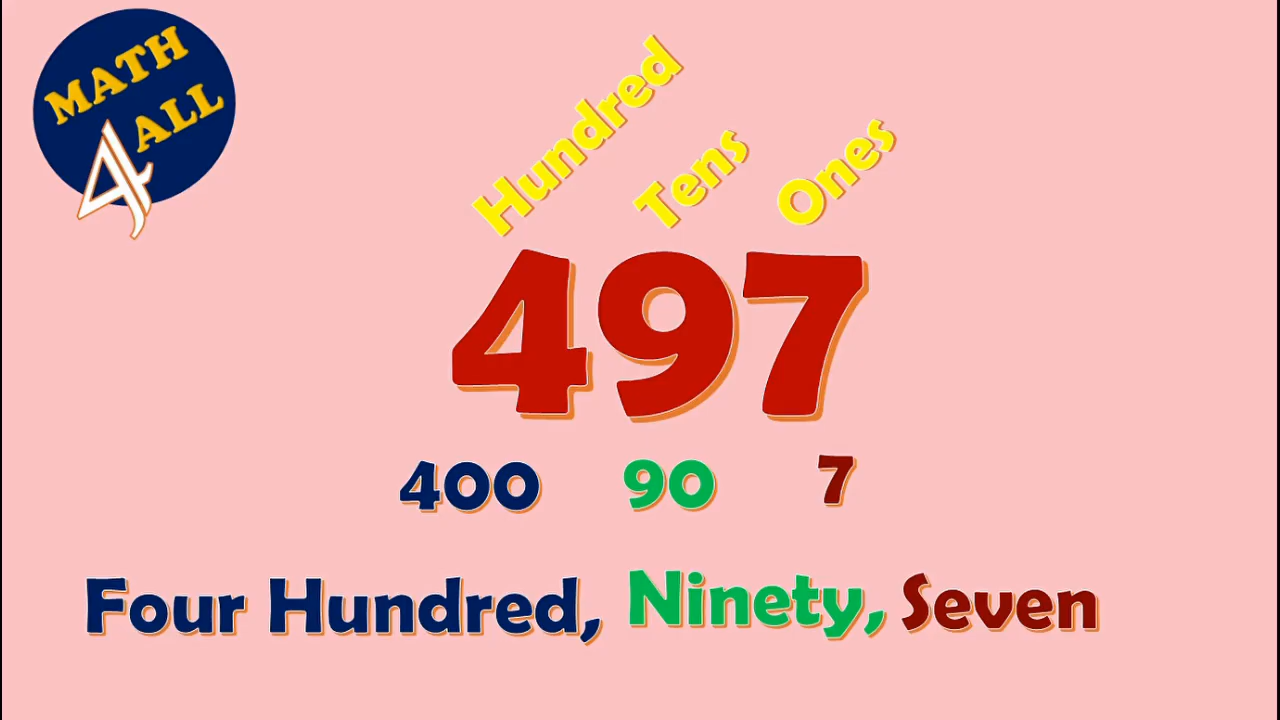 MATH
4 ALL
Hundred Tens Ones
497
400 90 7
Four Hundred, Ninety, Seven